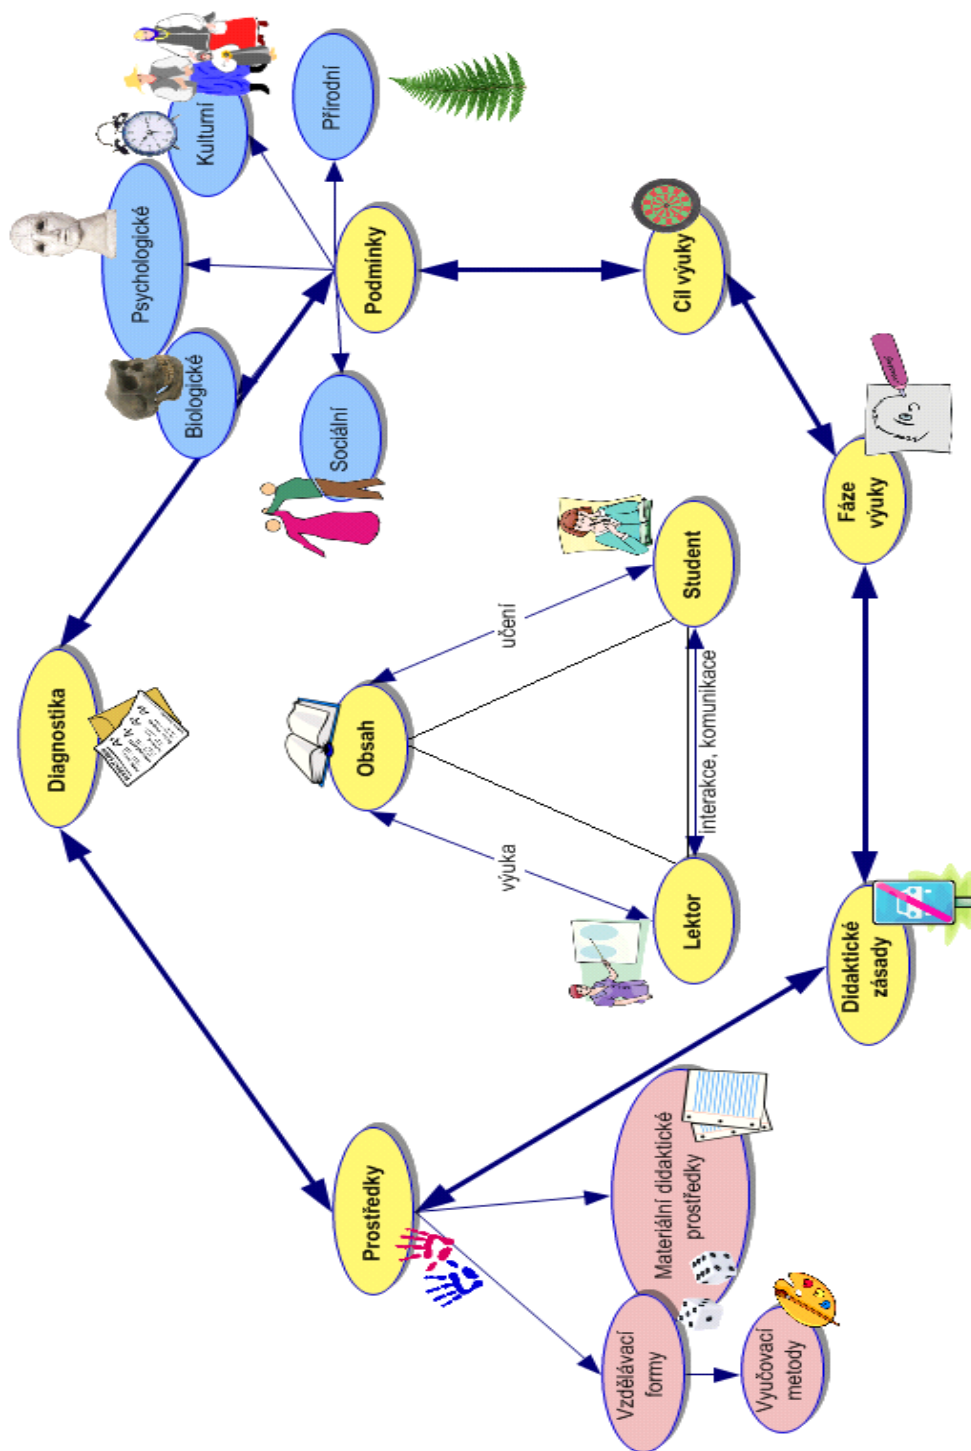 Diagnostika
Prostředky
Podmínky
Biologické
Psychologické
Kulturní
Přírodní
Sociální
Obsah
výuka
učení
Lektor
Student
interakce, komunikace
Cíl výuky
Materiální didaktické
prostředky
Vzdělávací
formy
Vyučovací
metody
Didaktické
zásady
Fáze
výuky